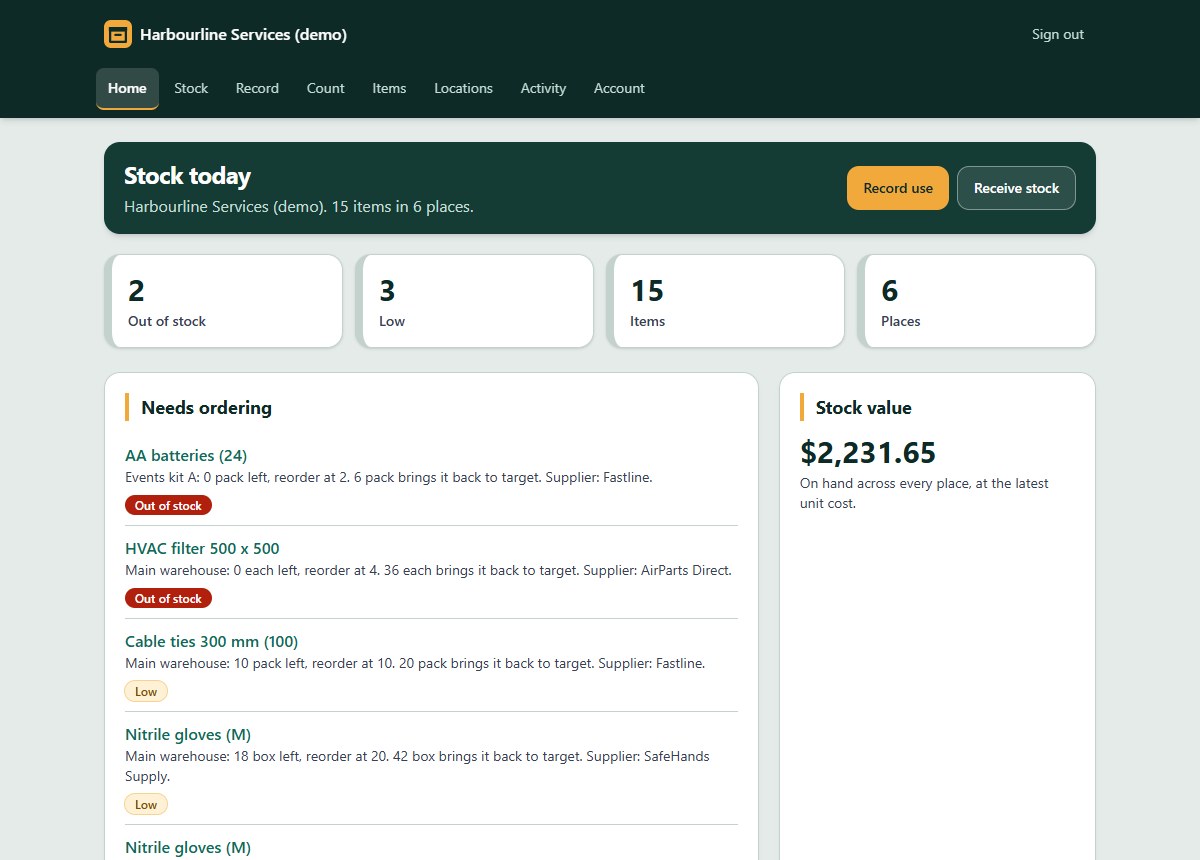 Harbourline Services (demo)
Sign out
Home Stock Record Count Items Locations Activity Account
Stock today
Harbourline Services (demo). 15 items in 6 places.
Record use
Receive stock
2
Out of stock
3
Low
15
Items
6
Places
Needs ordering
AA batteries (24)
Events kit A: 0 pack left, reorder at 2. 6 pack brings it back to target. Supplier: Fastline.
Out of stock
HVAC filter 500 x 500
Main warehouse: 0 each left, reorder at 4. 36 each brings it back to target. Supplier: AirParts Direct.
Out of stock
Cable ties 300 mm (100)
Main warehouse: 10 pack left, reorder at 10. 20 pack brings it back to target. Supplier: Fastline.
Low
Nitrile gloves (M)
Main warehouse: 18 box left, reorder at 20. 42 box brings it back to target. Supplier: SafeHands
Supply.
Low
Nitrile gloves (M)
Stock value
$2,231.65
On hand across every place, at the latest
unit cost.